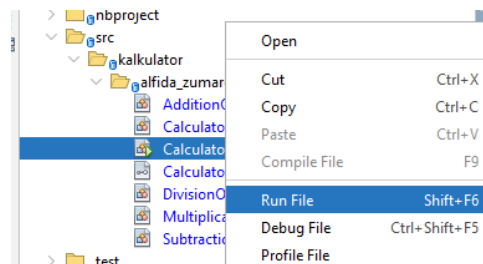 nbproject
src
kalkulator
alfida_zumar
Addition
Calculato
Calculato
Calculato
Division
Multiplica
Subtracti
test
Open
Cut Ctrl+X
Copy Ctrl+C
Paste Ctrl+V
Compile File F9
Run File Shift+F6
Debug File Ctrl+Shift+F5
Profile File